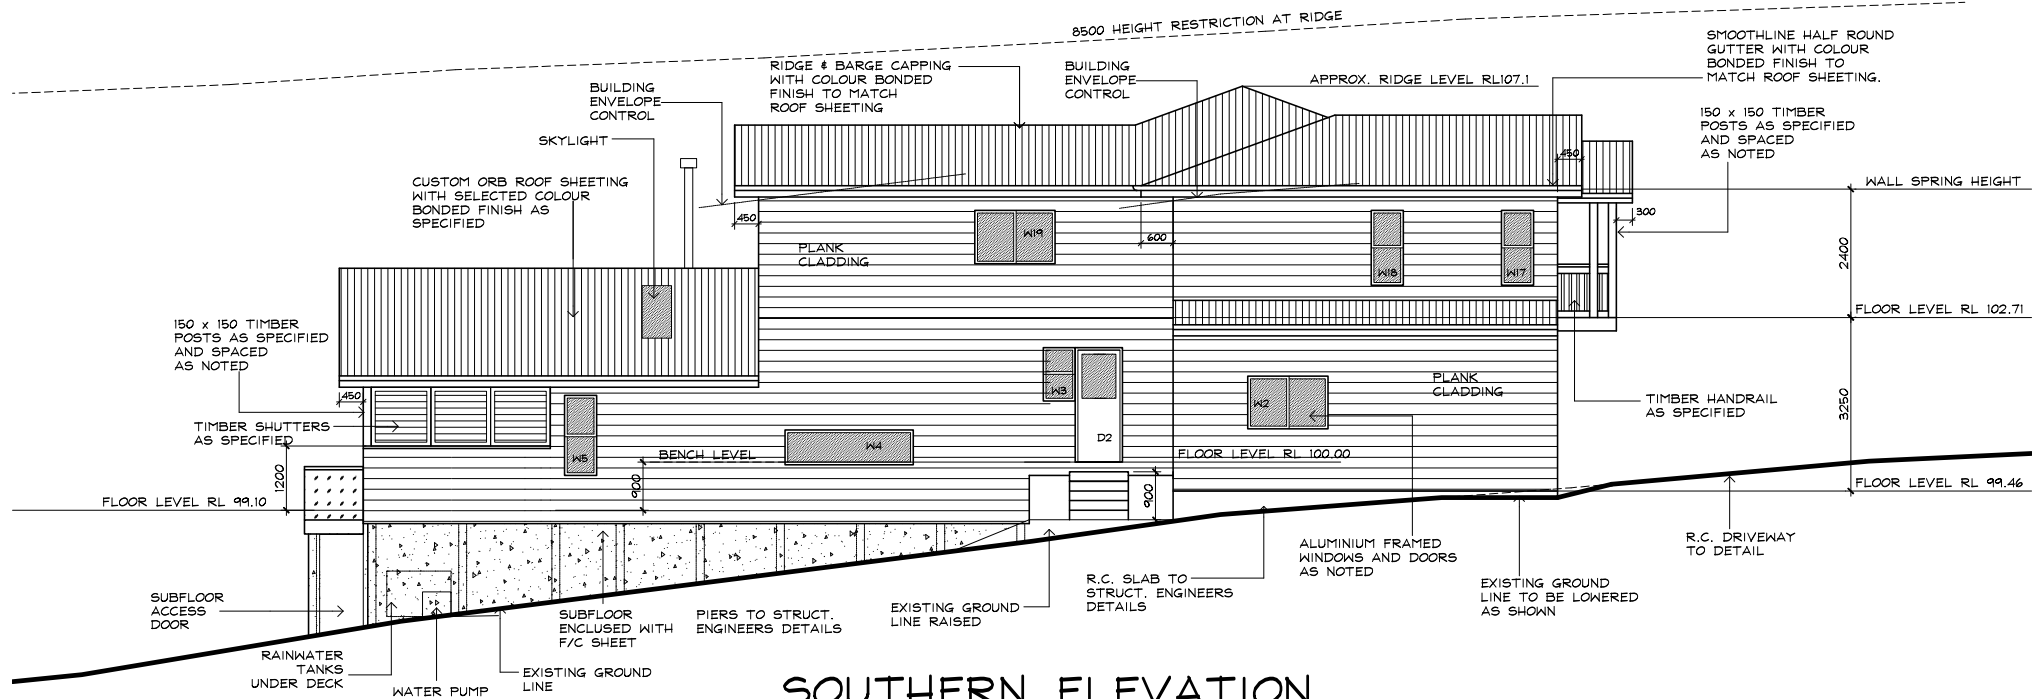 8500 HEIGHT RESTRICTION AT RIDGE
SMOOTHLINE HALF ROUND
GUTTER WITH COLOUR
BONDED FINISH TO
MATCH ROOF SHEETING.
RIDGE & BARGE CAPPING
WITH COLOUR BONDED
FINISH TO MATCH
ROOF SHEETING
BUILDING
ENVELOPE
CONTROL
APPROX. RIDGE LEVEL RL107.1
BUILDING
ENVELOPE
CONTROL
SKYLIGHT
150 x 150 TIMBER
POSTS AS SPECIFIED
AND SPACED
AS NOTED
450
CUSTOM ORB ROOF SHEETING
WITH SELECTED COLOUR
BONDED FINISH AS
SPECIFIED
WALL SPRING HEIGHT
450
300
W19
600
PLANK
CLADDING
W18
W17
2400
FLOOR LEVEL RL 102.71
150 x 150 TIMBER
POSTS AS SPECIFIED
AND SPACED
AS NOTED
W3
PLANK
CLADDING
450
W2
TIMBER HANDRAIL
AS SPECIFIED
3250
TIMBER SHUTTERS
AS SPECIFIED
D2
W4
W5
BENCH LEVEL
FLOOR LEVEL RL 100.00
1200
900
900
FLOOR LEVEL RL 99.46
FLOOR LEVEL RL 99.10
R.C. DRIVEWAY
TO DETAIL
ALUMINIUM FRAMED
WINDOWS AND DOORS
AS NOTED
R.C. SLAB TO
STRUCT. ENGINEERS
DETAILS
EXISTING GROUND
LINE TO BE LOWERED
AS SHOWN
SUBFLOOR
ACCESS
DOOR
SUBFLOOR
ENCLUSED WITH
F/C SHEET
PIERS TO STRUCT.
ENGINEERS DETAILS
EXISTING GROUND
LINE RAISED
RAINWATER
TANKS
UNDER DECK
WATER PUMP
EXISTING GROUND
LINE
SOUTHERN ELEVATION